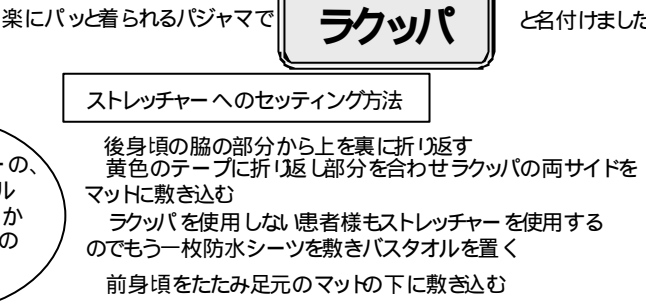 楽にパッと着られるパジャマで ラクッパ と名付けました
ストレッチャーへのセッティング方法
後身頃の脇の部分から上を裏に折り返す
黄色のテープに折り返し部分を合わせラクッパの両サイドを
マットに敷き込む
ラクッパを使用しない患者様もストレッチャーを使用する
のでもう一枚防水シーツを敷きバスタオルを置く
前身頃をたたみ足元のマットの下に敷き込む
ーの、
ル
か
の